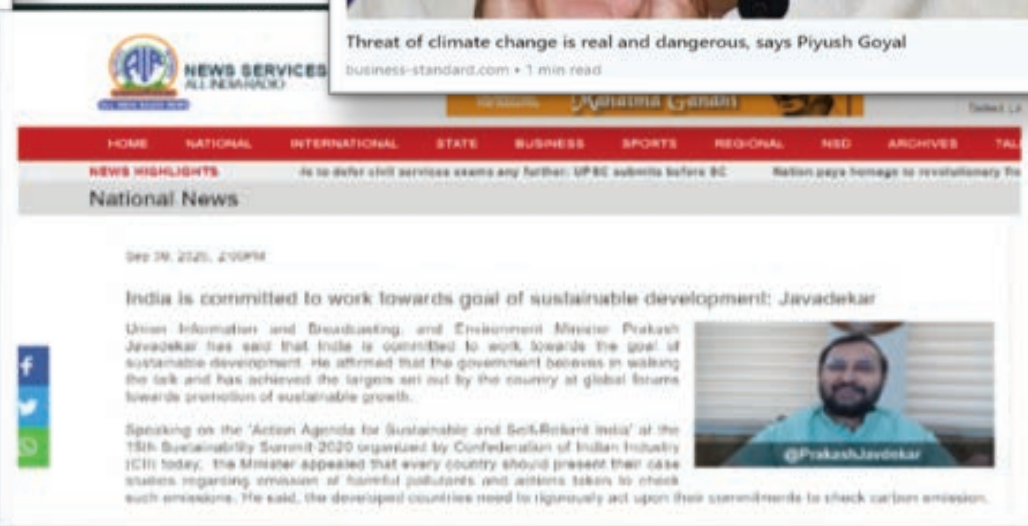 Threat of climate change is real and dangerous, says Piyush Goyal
business-standard.com • 1 min read
AIR
NEWS SERVICES
ALL INDIA RADIO
Mahatma Gandhi
HOME NATIONAL INTERNATIONAL STATE BUSINESS SPORTS REGIONAL NSD ARCHIVES
NEWS HIGHLIGHTS to defer civil services exams any further: UPSC submits before SC Nation pays homage to revolutionary
National News
2:00PM
India is committed to work towards goal of sustainable development: Javadekar
Union Information and Broadcasting, and Environment Minister Prakash
Javadekar has said that India is committed to work towards the goal of
sustainable development. He affirmed that the government believes in walking
the talk and has achieved the targets set out by the country at global forums
towards promotion of sustainable growth.
Speaking on the 'Action Agenda for Sustainable and Self-Reliant India' at the
15th Sustainability Summit 2020 organized by Confederation of Indian Industry
(CII) today, the Minister appealed that every country should present their case
studies regarding emission of harmful pollutants and actions taken to check
such emissions. He said, the developed countries need to rigorously act upon their commitments to check carbon emission.
@PrakashJavdekar